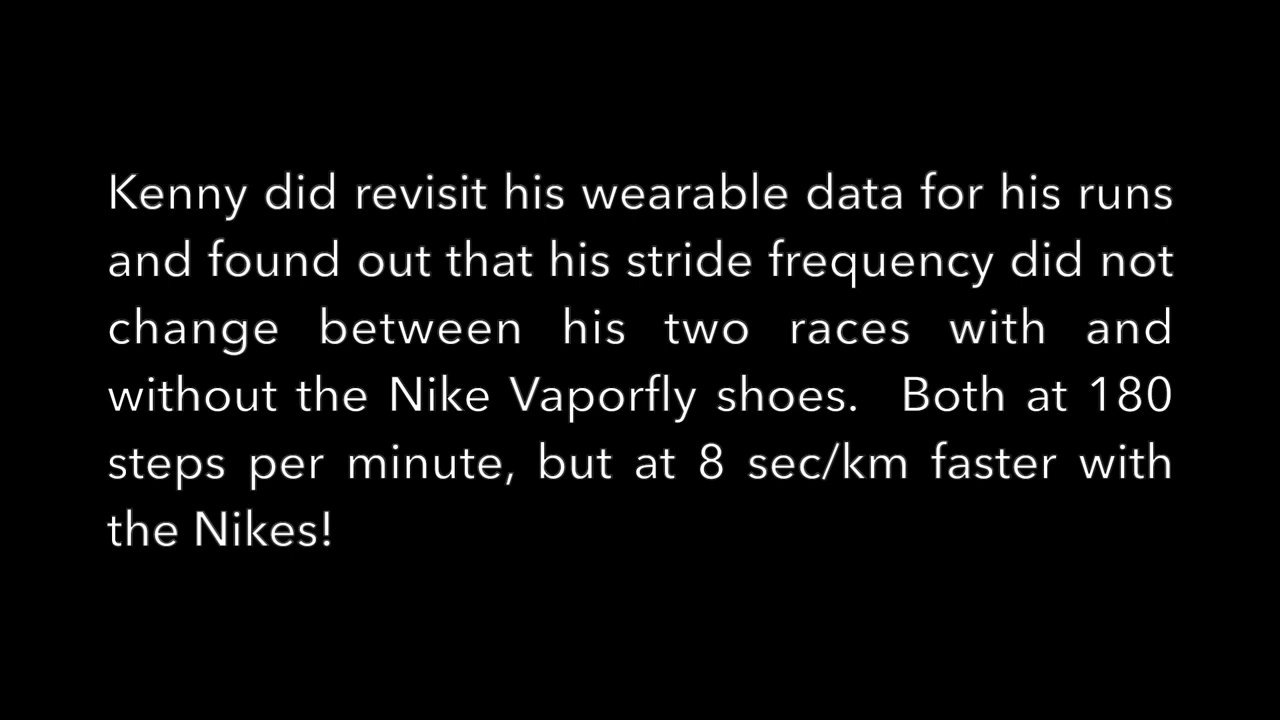 Kenny did revisit his wearable data for his runs
and found out that his stride frequency did not
change between his two races with and
without the Nike Vaporfly shoes.  Both at 180
steps per minute, but at 8 sec/km faster with
the Nikes!